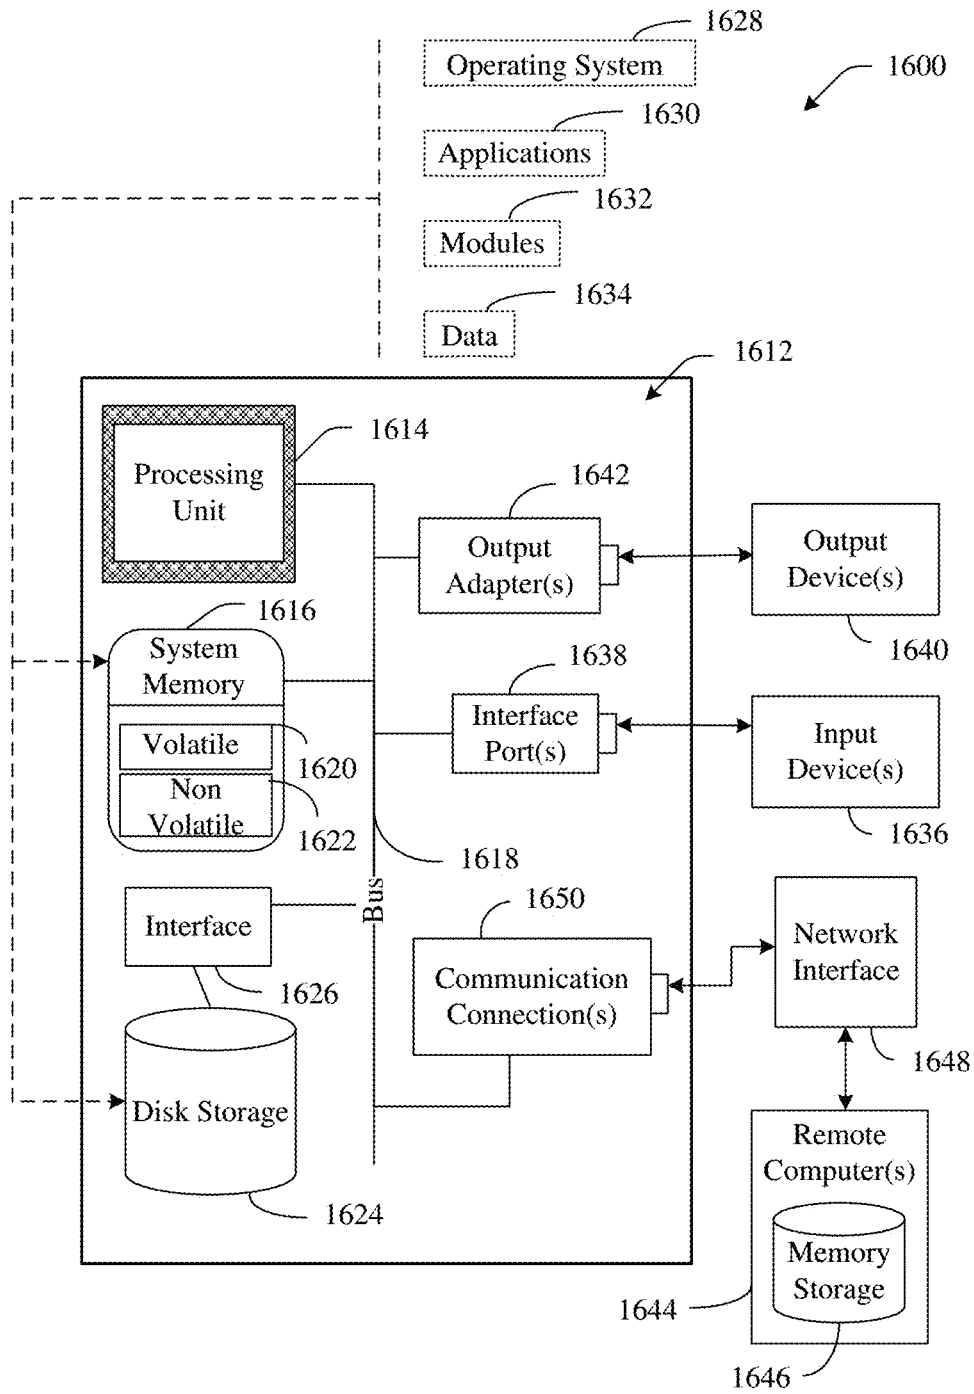 1628
Operating System
1600
1630
Applications
1632
Modules
1634
Data
1612
1614
Processing
Unit
1642
Output
Adapter(s)
Output
Device(s)
1640
1616
System
Memory
1638
Interface
Port(s)
Input
Device(s)
1636
Volatile
1620
Non
Volatile
1622
1618
Bus
Interface
1626
1650
Communication
Connection(s)
Network
Interface
1648
Disk Storage
1624
Remote
Computer(s)
Memory
Storage
1644
1646